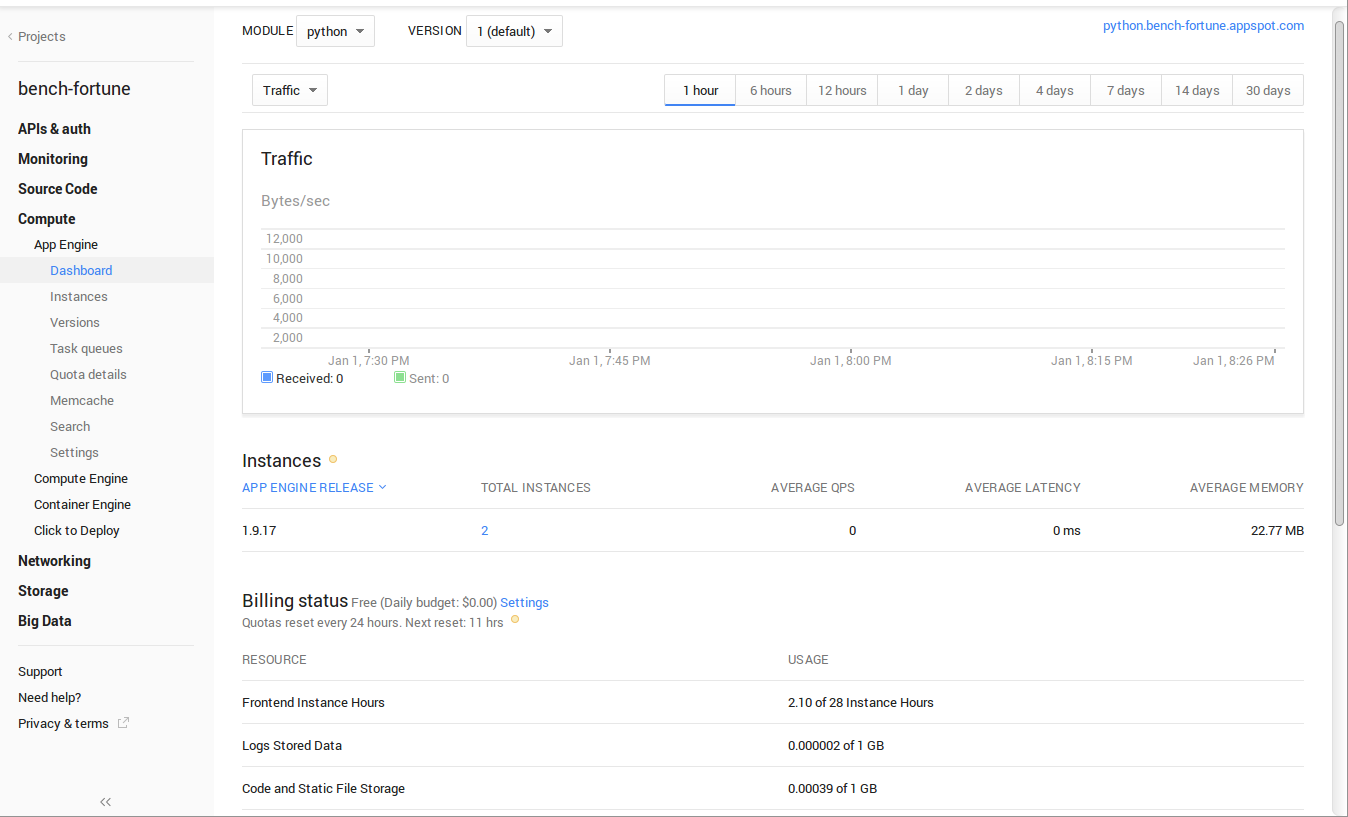 Projects
bench-fortune
APIs & auth
Monitoring
Source Code
Compute
App Engine
Dashboard
Instances
Versions
Task queues
Quota details
Memcache
Search
Settings
Compute Engine
Container Engine
Click to Deploy
Networking
Storage
Big Data
Support
Need help?
Privacy & terms
MODULE python VERSION 1 (default) python.bench-fortune.appspot.com
Traffic 1 hour 6 hours 12 hours 1 day 2 days 4 days 7 days 14 days 30 days
Traffic
Bytes/sec
12,000
10,000
8,000
6,000
4,000
2,000
Jan 1, 7:30 PM Jan 1, 7:45 PM Jan 1, 8:00 PM Jan 1, 8:15 PM Jan 1, 8:26 PM
Received: 0 Sent: 0
Instances
APP ENGINE RELEASE TOTAL INSTANCES AVERAGE QPS AVERAGE LATENCY AVERAGE MEMORY
1.9.17 2 0 0 ms 22.77 MB
Billing status Free (Daily budget: $0.00) Settings
Quotas reset every 24 hours. Next reset: 11 hrs
RESOURCE USAGE
Frontend Instance Hours 2.10 of 28 Instance Hours
Logs Stored Data 0.000002 of 1 GB
Code and Static File Storage 0.00039 of 1 GB